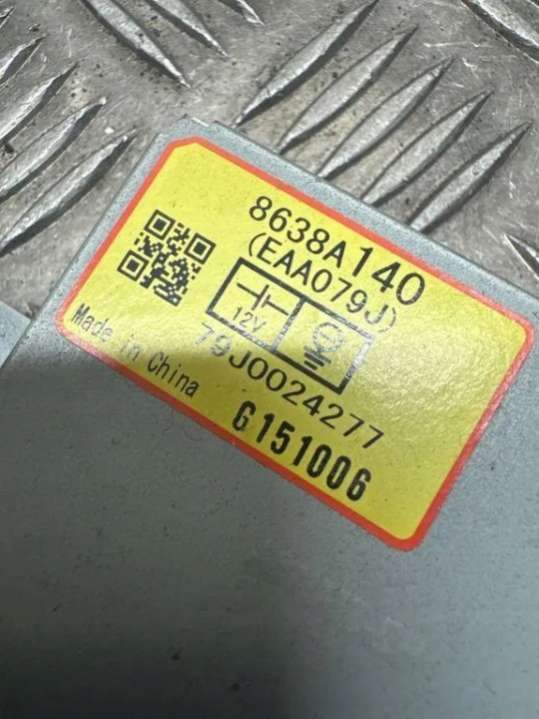 8638A140
(EAA079J)
12V
79J0024277
Made in China
G151006